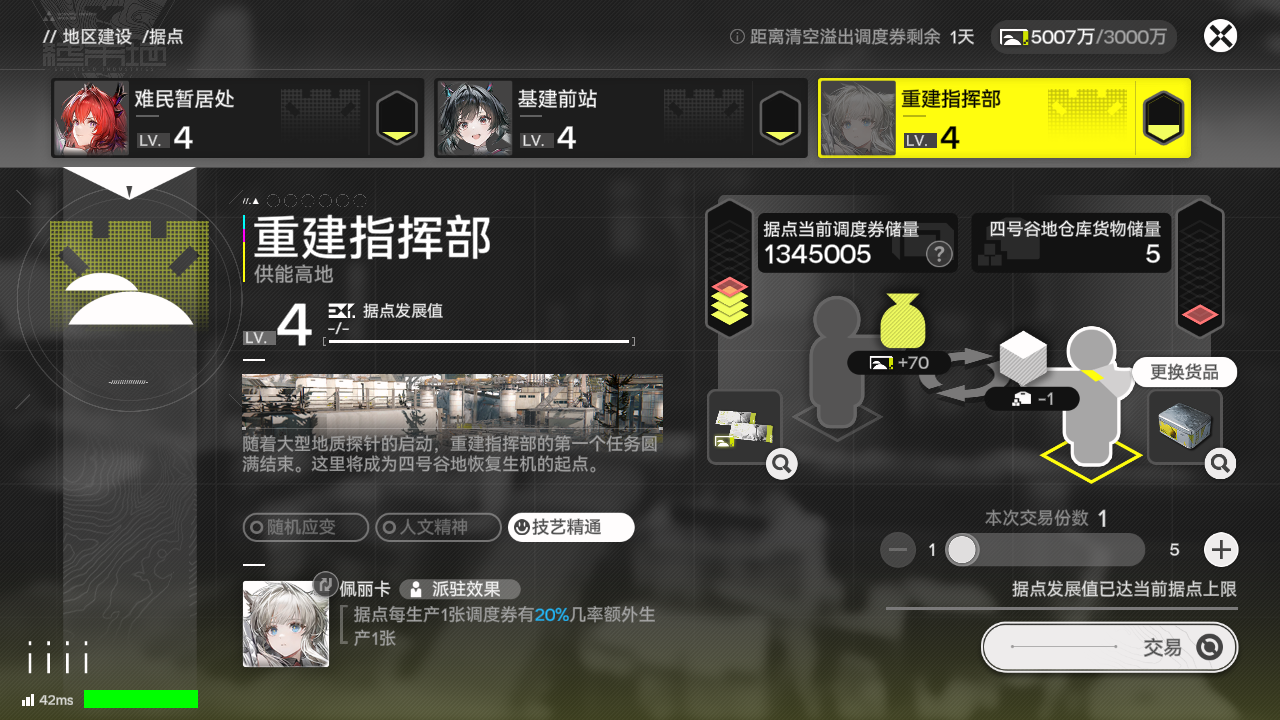 // 地区建设 /据点
距离清空溢出调度券剩余 1天
5007万/3000万
难民暂居处
LV. 4
基建前站
LV. 4
重建指挥部
LV. 4
重建指挥部
供能高地
LV. 4
EXP. 据点发展值
-/-
随着大型地质探针的启动，重建指挥部的第一个任务圆
满结束。这里将成为四号谷地恢复生机的起点。
随机应变
人文精神
技艺精通
佩丽卡
派驻效果
据点每生产1张调度券有20%几率额外生
产1张
据点当前调度券储量
1345005
?
四号谷地仓库货物储量
5
+70
-1
更换货品
本次交易份数 1
1
5
据点发展值已达当前据点上限
交易
42ms